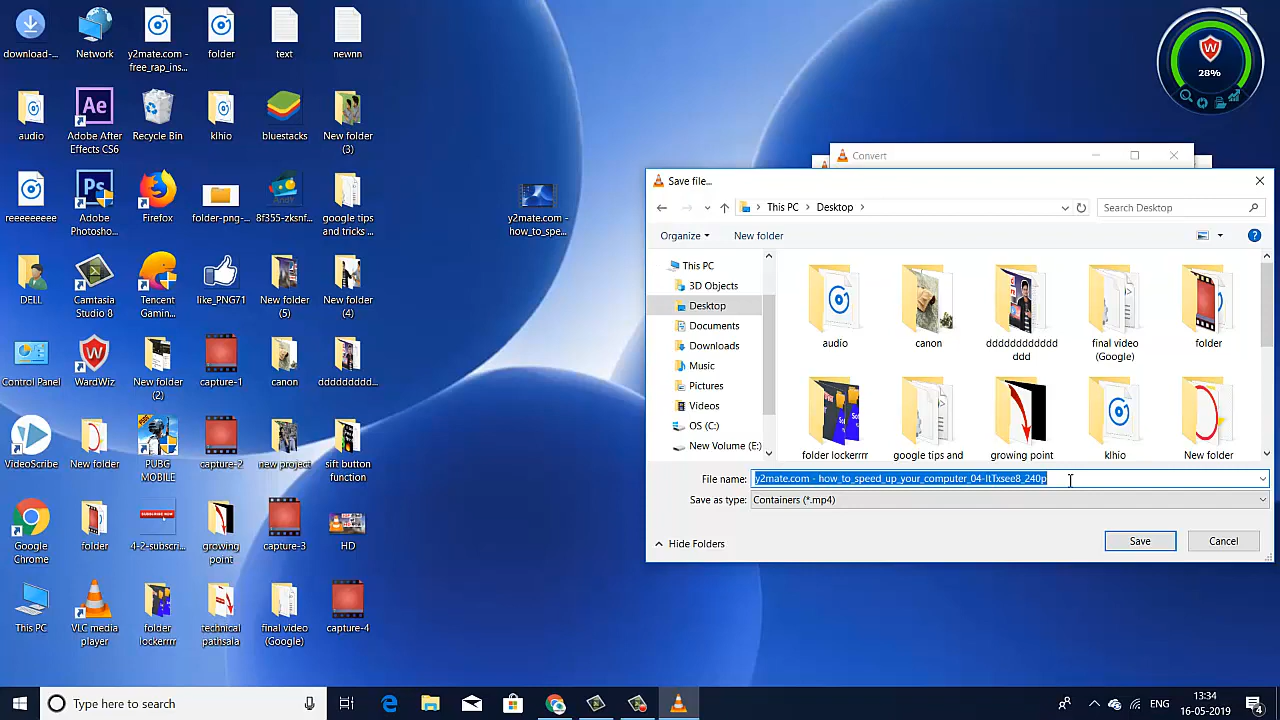 download-...
Network
y2mate.com -
free_rap_ins...
folder
text
newnn
audio
Adobe After
Effects CS6
Recycle Bin
klhio
bluestacks
New folder
(3)
reeeeeeeee
Adobe
Photosho...
Firefox
folder-png-...
8f355-zksnf...
google tips
and tricks ...
DELL
Camtasia
Studio 8
Tencent
Gamin...
like_PNG71
New folder
(5)
New folder
(4)
Control Panel
WardWiz
New folder
(2)
capture-1
canon
ddddddddd...
VideoScribe
New folder
PUBG
MOBILE
capture-2
new project
sift button
function
Google
Chrome
folder
4-2-subscri...
growing
point
capture-3
HD
This PC
VLC media
player
folder
lockerrrr
technical
pathsala
final video
(Google)
capture-4
y2mate.com -
how_to_spe...
28%
Convert
Save file...
This PC
Desktop
Search Desktop
Organize
New folder
This PC
3D Objects
Desktop
Documents
Downloads
Music
Pictures
Videos
OS (C:)
New Volume (E:)
audio
canon
dddddddddddd
ddd
final video
(Google)
folder
folder lockerrrr
google tips and
growing point
klhio
New folder
File name: y2mate.com - how_to_speed_up_your_computer_04-ItTxsee8_240p
Save as type: Containers (*.mp4)
Hide Folders
Save
Cancel
Type here to search
ENG
13:34
16-05-2019